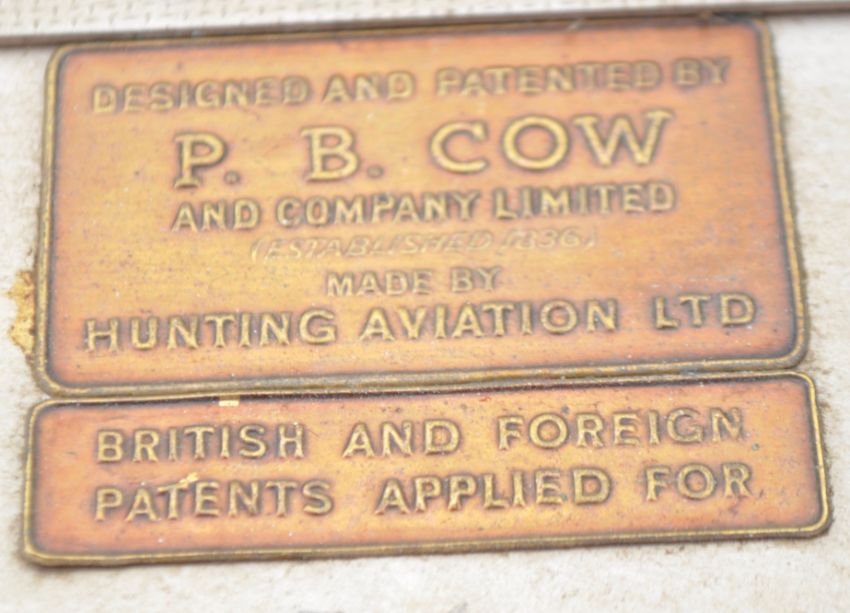 DESIGNED AND PATENTED BY
P. B. COW
AND COMPANY LIMITED
(ESTABLISHED 1836)
MADE BY
HUNTING AVIATION LTD
BRITISH AND FOREIGN
PATENTS APPLIED FOR